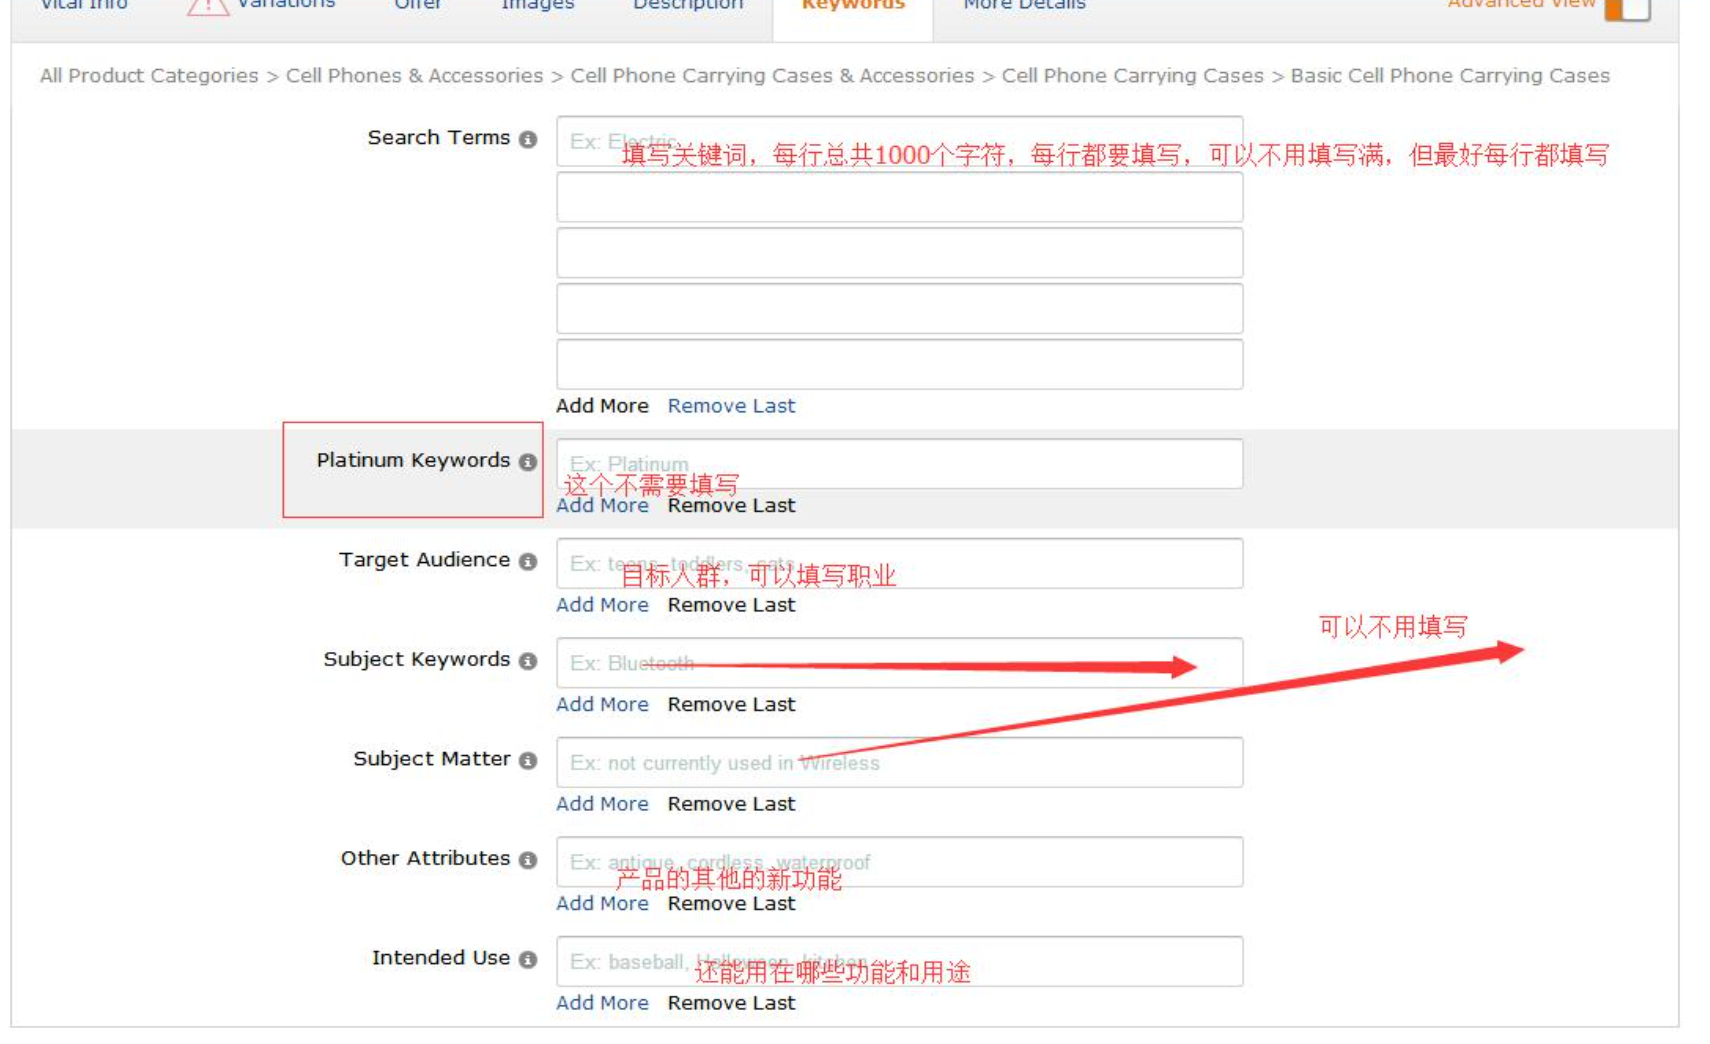 Vital Info Variations Offer Images Description Keywords More Details Advanced View
All Product Categories > Cell Phones & Accessories > Cell Phone Carrying Cases & Accessories > Cell Phone Carrying Cases > Basic Cell Phone Carrying Cases
Search Terms Ex: Electric
填写关键词，每行总共1000个字符，每行都要填写，可以不用填写满，但最好每行都填写
Add More Remove Last
Platinum Keywords Ex: Platinum
这个不需要填写
Add More Remove Last
Target Audience Ex: teens, toddlers, cats
目标人群，可以填写职业
Add More Remove Last
可以不用填写
Subject Keywords Ex: Bluetooth
Add More Remove Last
Subject Matter Ex: not currently used in Wireless
Add More Remove Last
Other Attributes Ex: antique, cordless, waterproof
产品的其他的新功能
Add More Remove Last
Intended Use Ex: baseball, Halloween, kitchen
还能用在哪些功能和用途
Add More Remove Last